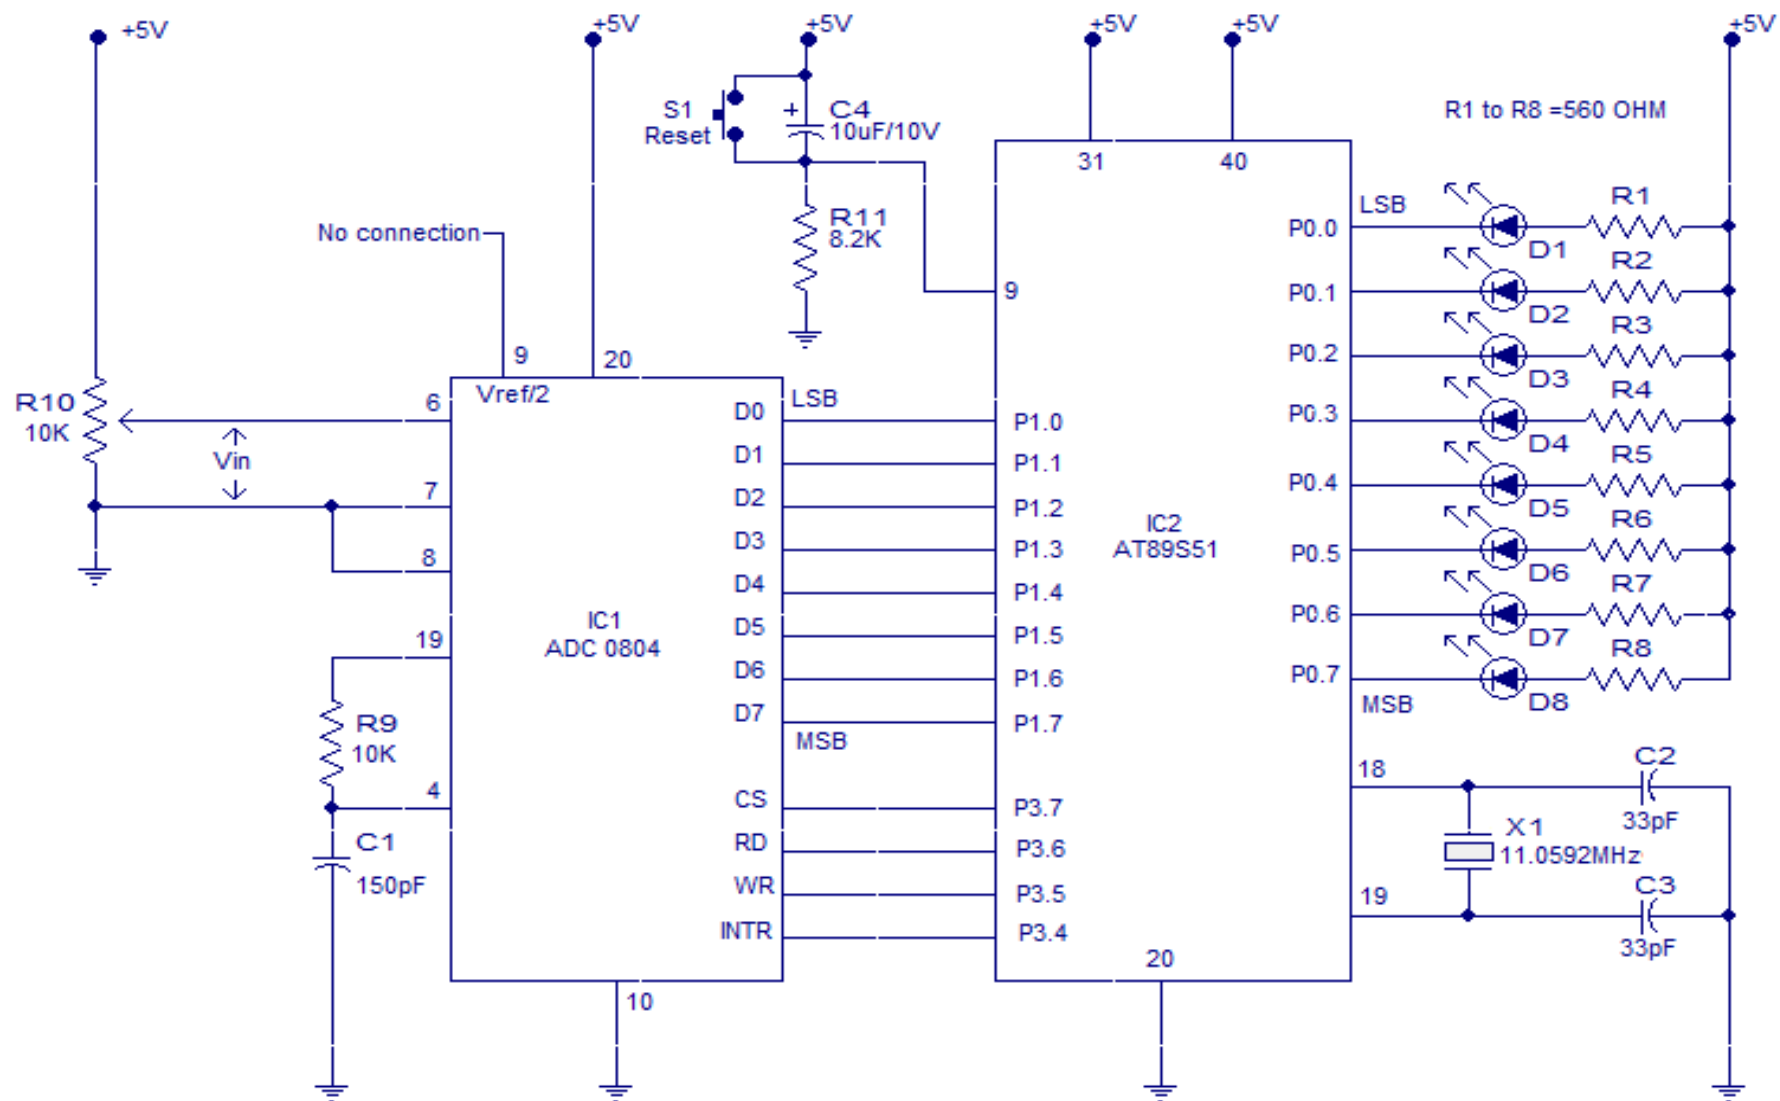 +5V
+5V
+5V
+5V
+5V
+5V
S1
Reset
C4
+
10uF/10V
R11
8.2K
No connection
R1 to R8 =560 OHM
R10
10K
Vin
6
7
8
19
4
9
20
Vref/2
IC1
ADC 0804
R9
10K
C1
150pF
10
D0
D1
D2
D3
D4
D5
D6
D7
CS
RD
WR
INTR
LSB
MSB
31
40
9
P1.0
P1.1
P1.2
P1.3
P1.4
P1.5
P1.6
P1.7
P3.7
P3.6
P3.5
P3.4
IC2
AT89S51
20
P0.0
P0.1
P0.2
P0.3
P0.4
P0.5
P0.6
P0.7
18
19
LSB
MSB
R1
D1
R2
D2
R3
D3
R4
D4
R5
D5
R6
D6
R7
D7
R8
D8
C2
33pF
X1
11.0592MHz
C3
33pF